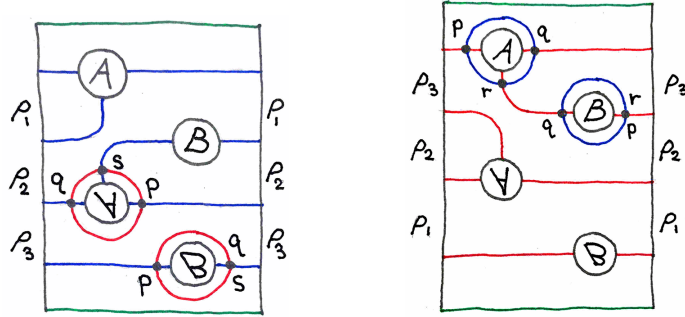 A
ρ₁ ρ₁
B
s
ρ₂ q p ρ₂
∀
ρ₃ q ρ₃
B
p s
p A q
ρ₃ r ρ₃
q B r
p
ρ₂ ρ₂
∀
ρ₁ ρ₁
B